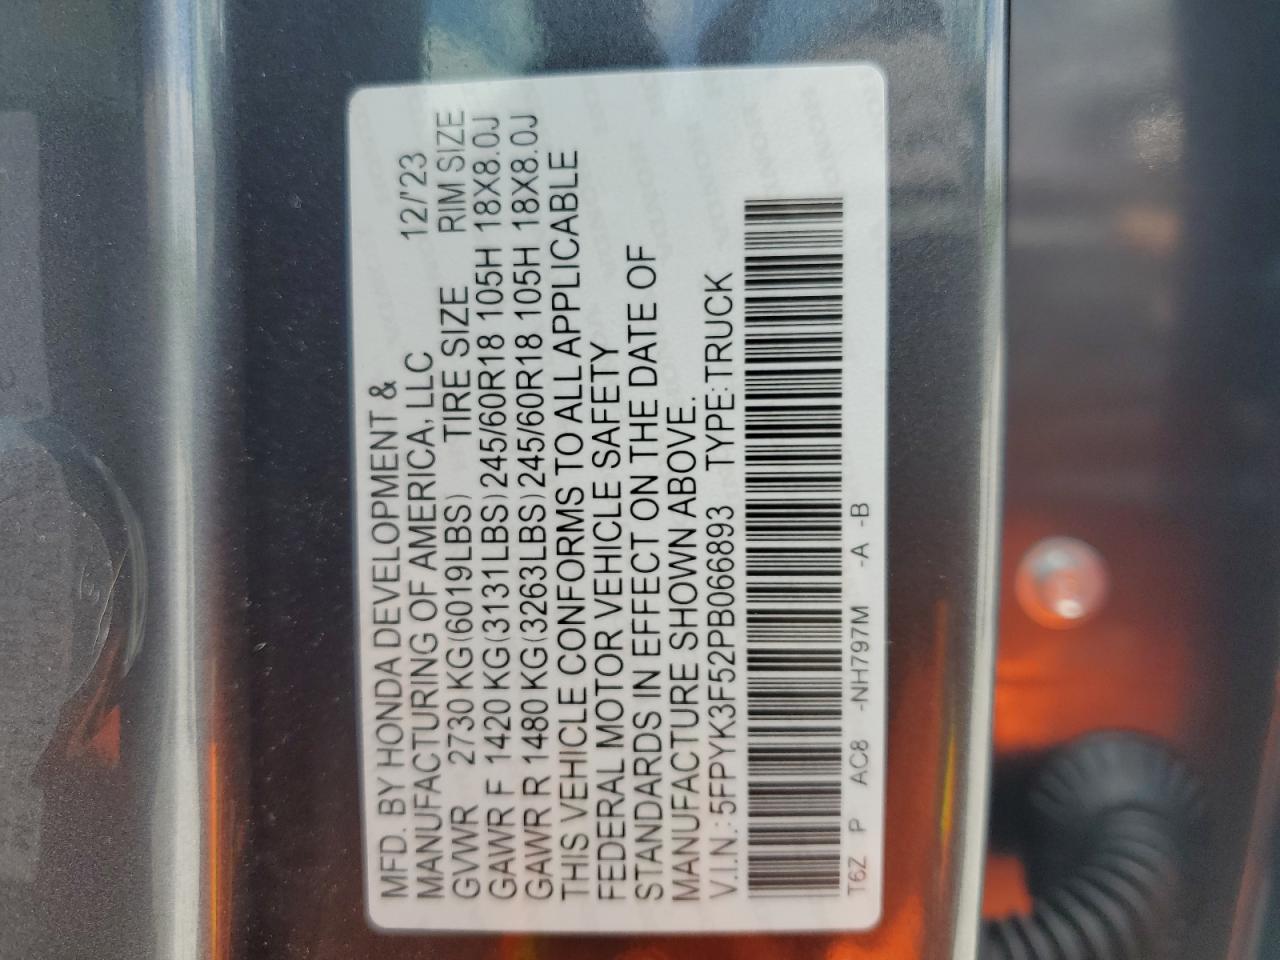 MFD. BY HONDA DEVELOPMENT &
MANUFACTURING OF AMERICA, LLC 12/'23
GVWR 2730 KG(6019LBS) TIRE SIZE RIM SIZE
GAWR F 1420 KG(3131LBS)245/60R18 105H 18X8.0J
GAWR R 1480 KG(3263LBS)245/60R18 105H 18X8.0J
THIS VEHICLE CONFORMS TO ALL APPLICABLE
FEDERAL MOTOR VEHICLE SAFETY
STANDARDS IN EFFECT ON THE DATE OF
MANUFACTURE SHOWN ABOVE.
V.I.N.:5FPYK3F52PB066893 TYPE:TRUCK
T6Z P AC8 -NH797M -A -B